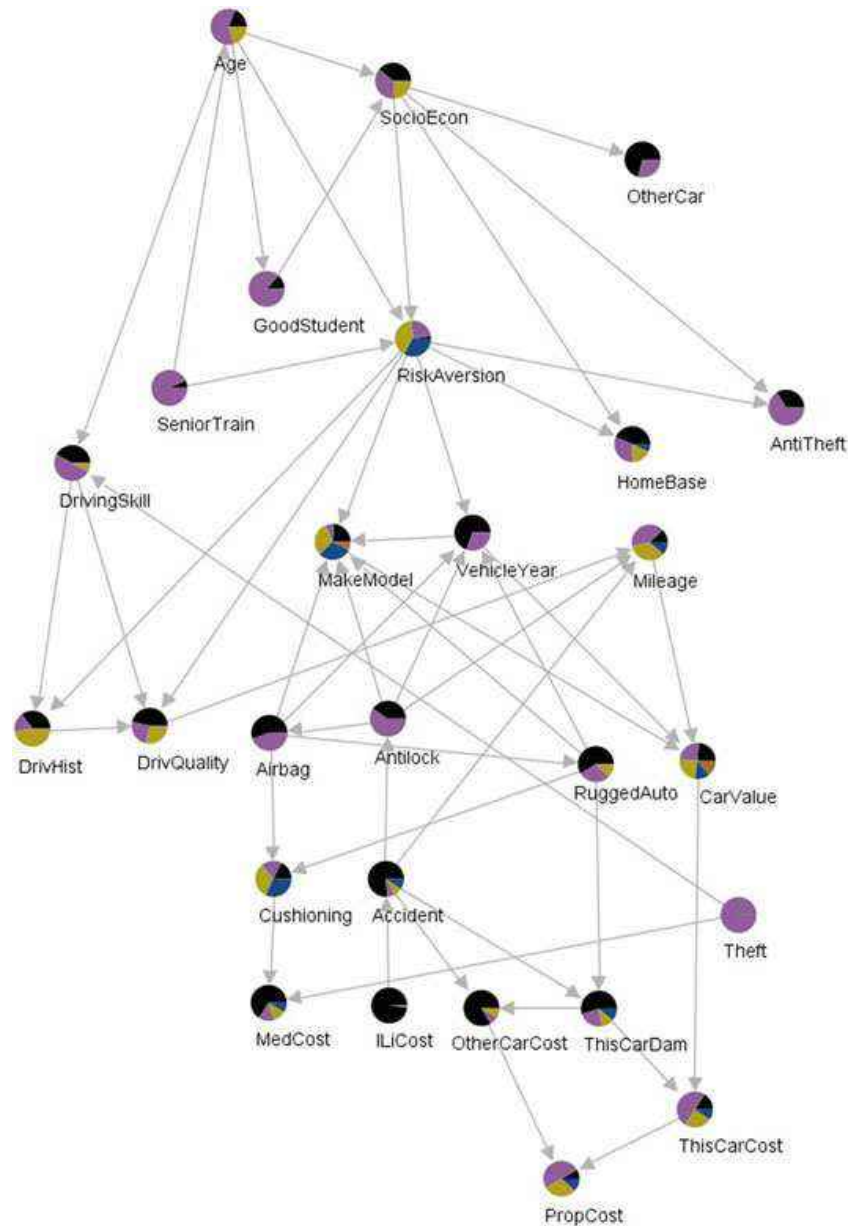 Age
SocioEcon
OtherCar
GoodStudent
RiskAversion
SeniorTrain
AntiTheft
HomeBase
DrivingSkill
MakeModel
VehicleYear
Mileage
DrivHist
DrivQuality
Airbag
Antilock
RuggedAuto
CarValue
Cushioning
Accident
Theft
MedCost
ILiCost
OtherCarCost
ThisCarDam
ThisCarCost
PropCost